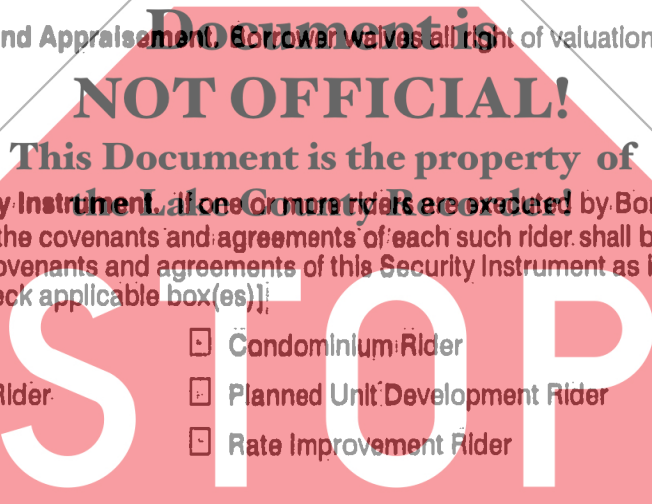 Document is
nd Appraisement. Borrower waives all right of valuation
NOT OFFICIAL!
This Document is the property of
the Lake County Recorder!
y Instrument. If one or more riders are executed by Bor
the covenants and agreements of each such rider shall b
ovenants and agreements of this Security Instrument as i
eck applicable box(es)]
STOP
Condominium Rider
Rider
Planned Unit Development Rider
Rate Improvement Rider